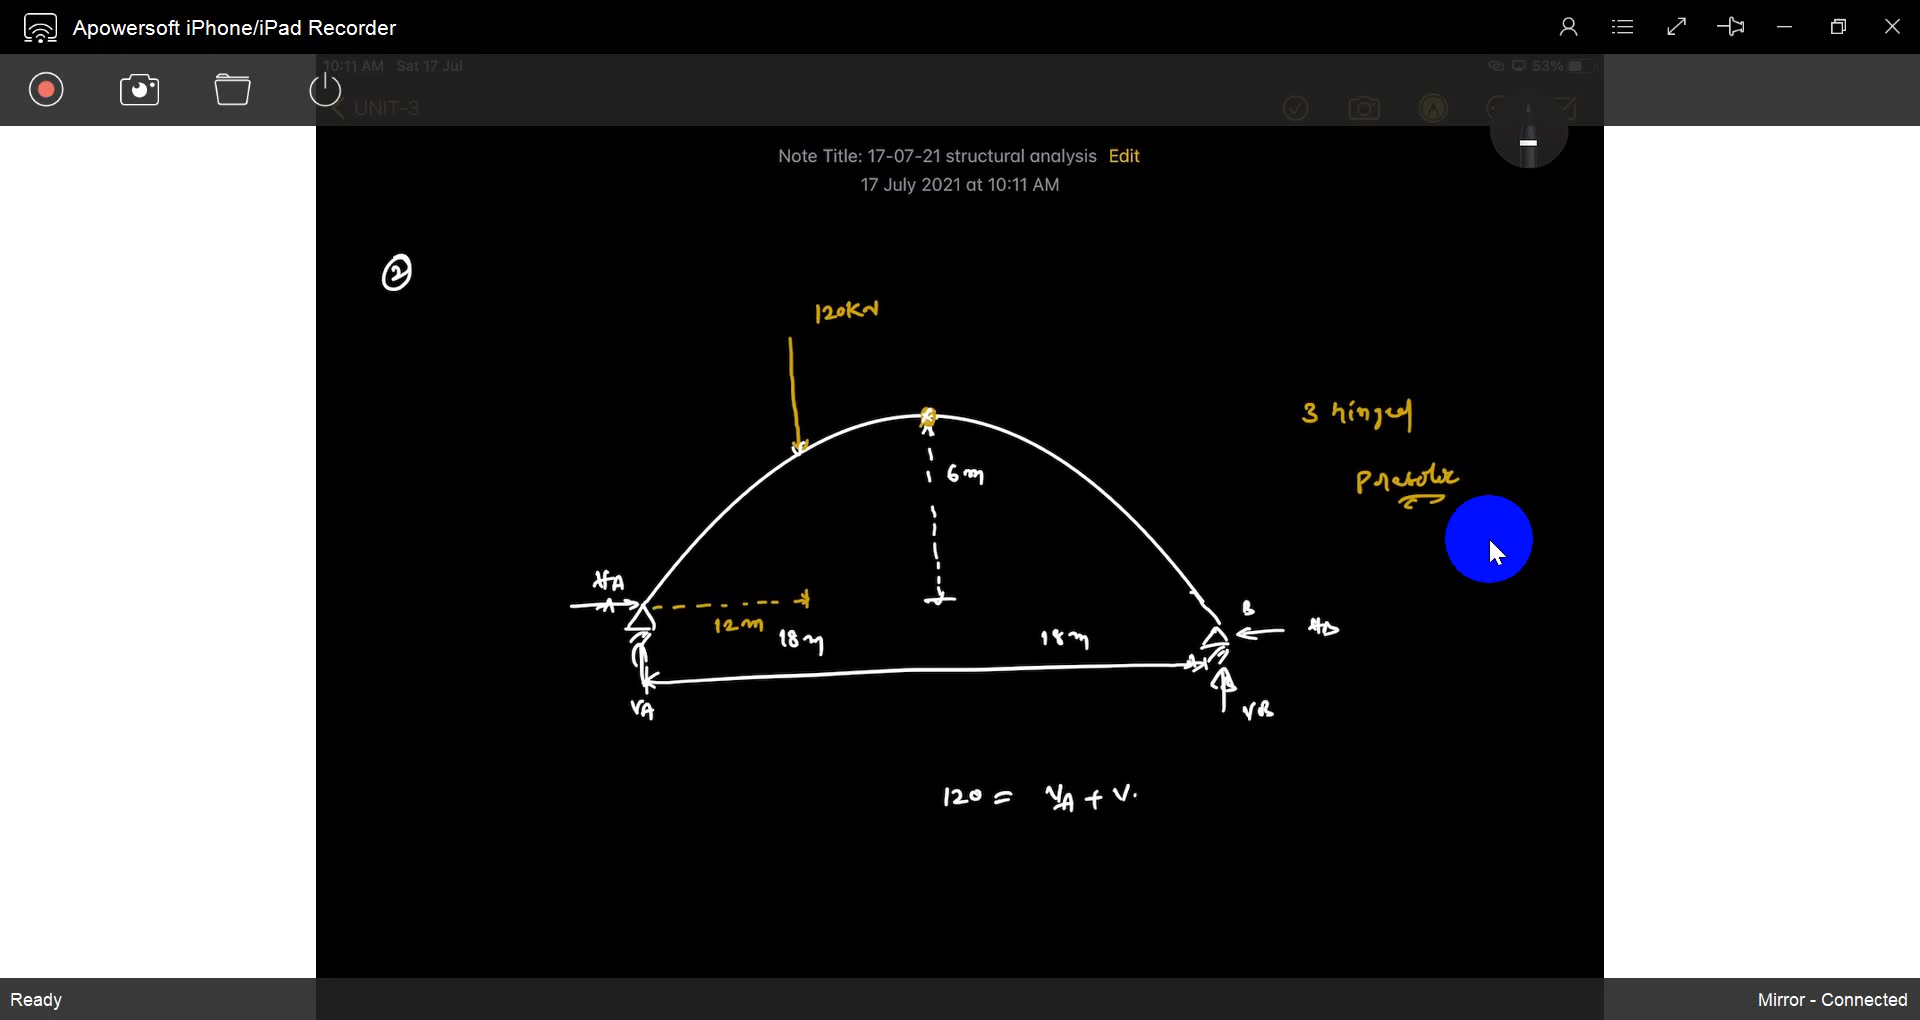 Apowersoft iPhone/iPad Recorder
10:11 AM Sat 17 Jul
53%
UNIT-3
Note Title: 17-07-21 structural analysis Edit
17 July 2021 at 10:11 AM
2
120KN
3 hinged
6m
HA
A
12m
18m
18m
B
HB
VA
VB
120 = VA + V.
Ready
Mirror - Connected